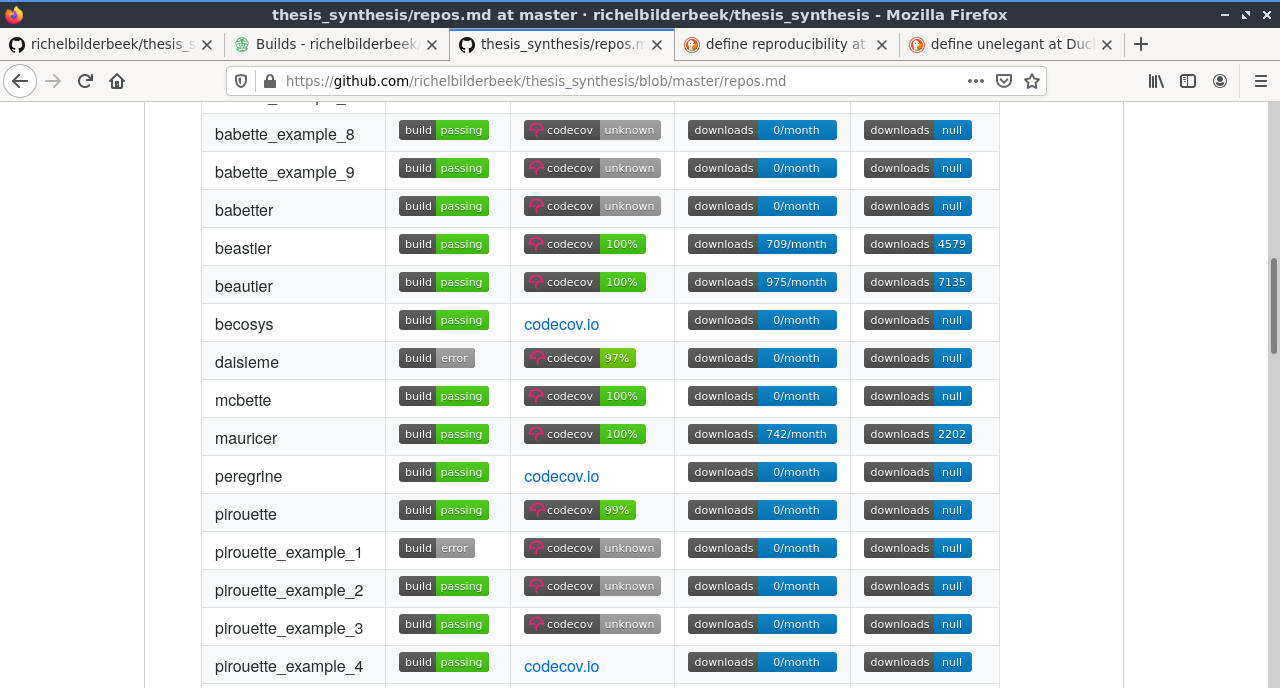 thesis_synthesis/repos.md at master · richelbilderbeek/thesis_synthesis - Mozilla Firefox
richelbilderbeek/thesis_s
Builds - richelbilderbeek/
thesis_synthesis/repos.m
define reproducibility at
define unelegant at Duc
https://github.com/richelbilderbeek/thesis_synthesis/blob/master/repos.md
babette_example_8 build passing codecov unknown downloads 0/month downloads null
babette_example_9 build passing codecov unknown downloads 0/month downloads null
babetter build passing codecov unknown downloads 0/month downloads null
beastier build passing codecov 100% downloads 709/month downloads 4579
beautier build passing codecov 100% downloads 975/month downloads 7135
becosys build passing codecov.io downloads 0/month downloads null
daisieme build error codecov 97% downloads 0/month downloads null
mcbette build passing codecov 100% downloads 0/month downloads null
mauricer build passing codecov 100% downloads 742/month downloads 2202
peregrine build passing codecov.io downloads 0/month downloads null
pirouette build passing codecov 99% downloads 0/month downloads null
pirouette_example_1 build error codecov unknown downloads 0/month downloads null
pirouette_example_2 build passing codecov unknown downloads 0/month downloads null
pirouette_example_3 build passing codecov unknown downloads 0/month downloads null
pirouette_example_4 build passing codecov.io downloads 0/month downloads null